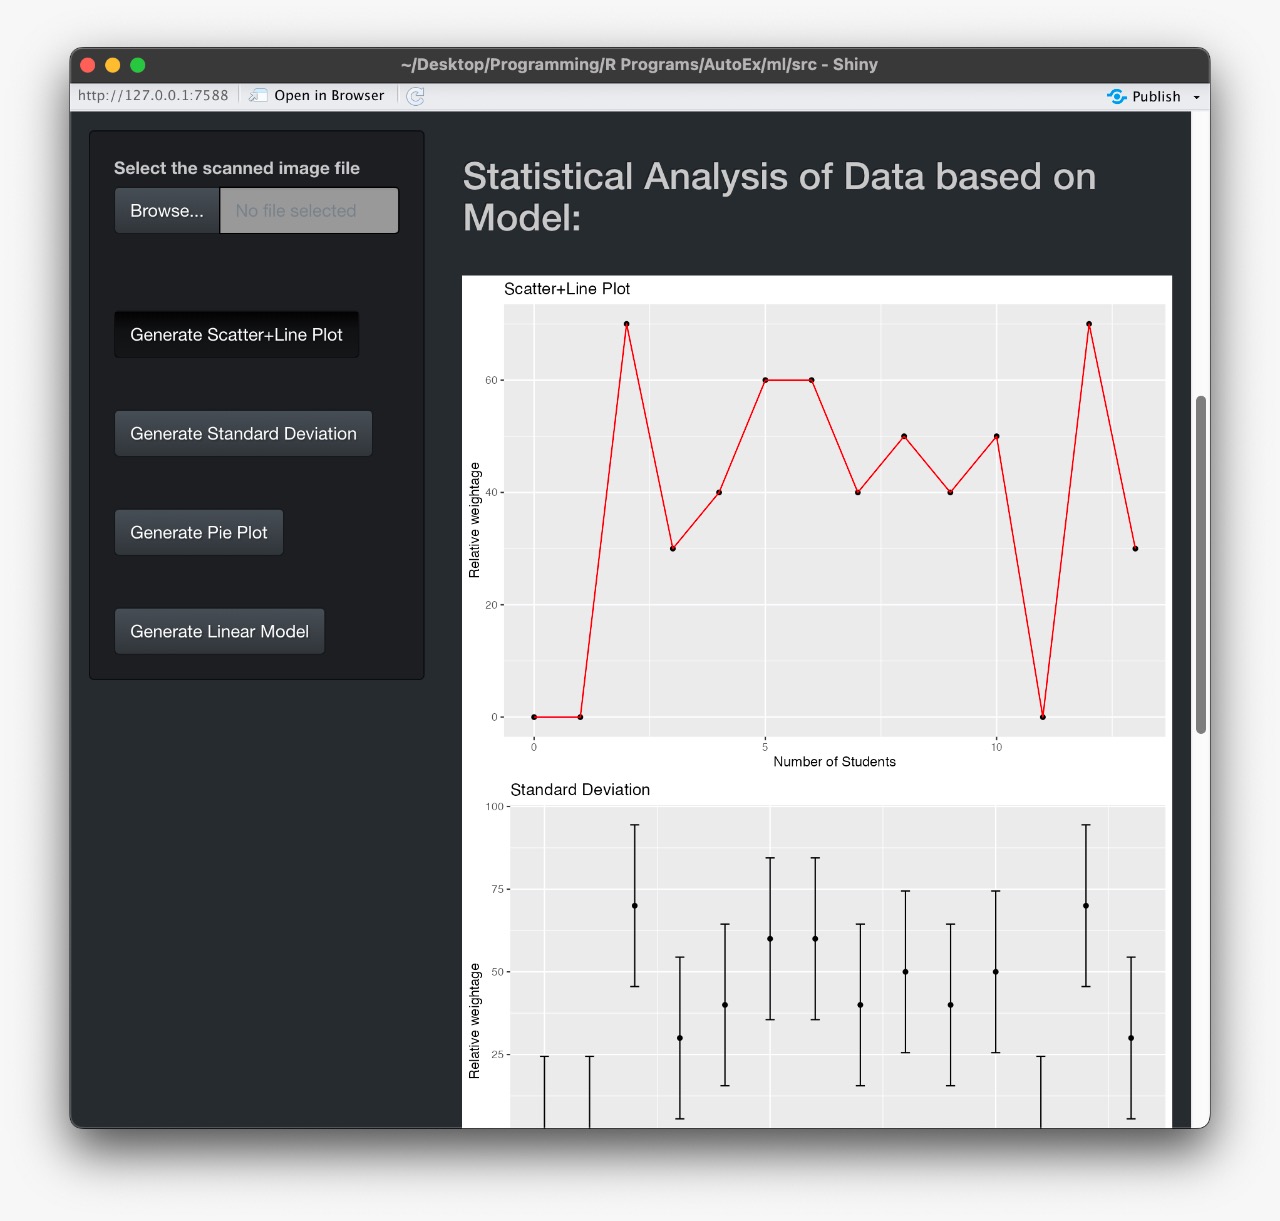 ~/Desktop/Programming/R Programs/AutoEx/ml/src - Shiny
http://127.0.0.1:7588
Open in Browser
Publish
Select the scanned image file
Browse...
No file selected
Generate Scatter+Line Plot
Generate Standard Deviation
Generate Pie Plot
Generate Linear Model
Statistical Analysis of Data based on
Model:
Scatter+Line Plot
Relative weightage
60
40
20
0
0
5
10
Number of Students
Standard Deviation
Relative weightage
100
75
50
25